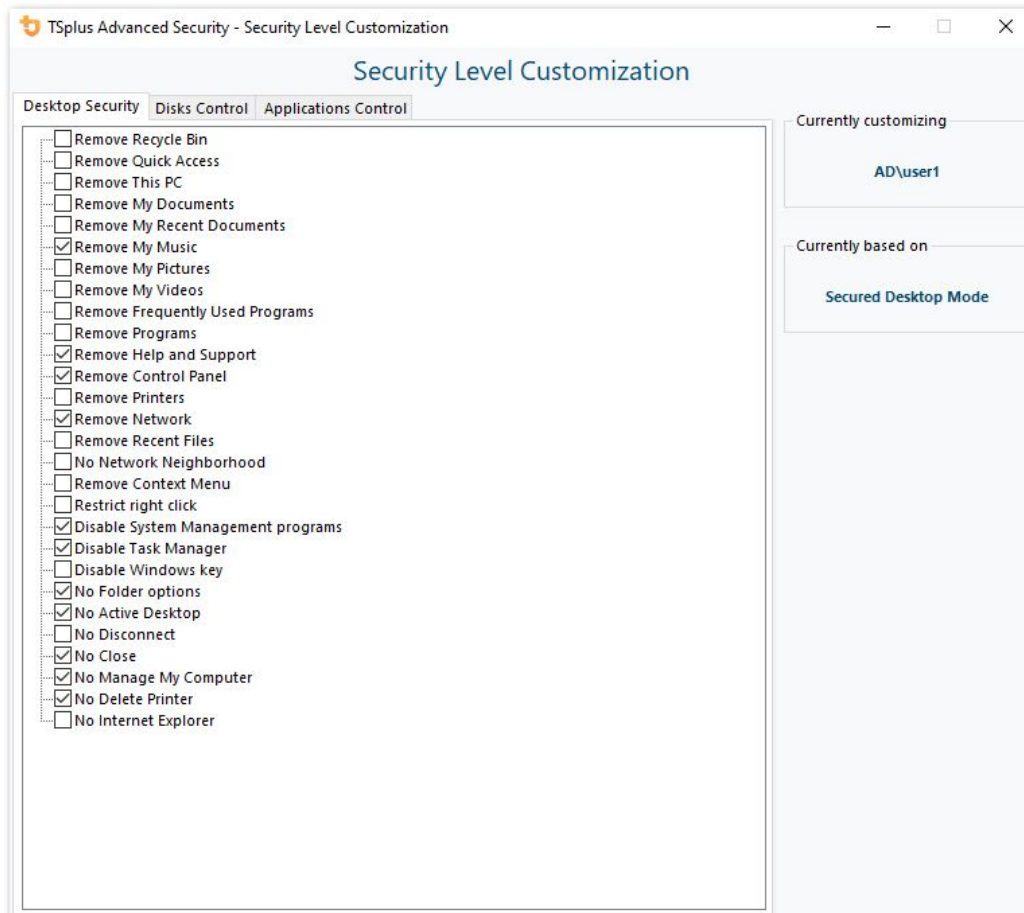 TSplus Advanced Security - Security Level Customization
Security Level Customization
Desktop Security Disks Control Applications Control
Remove Recycle Bin
Remove Quick Access
Remove This PC
Remove My Documents
Remove My Recent Documents
Remove My Music
Remove My Pictures
Remove My Videos
Remove Frequently Used Programs
Remove Programs
Remove Help and Support
Remove Control Panel
Remove Printers
Remove Network
Remove Recent Files
No Network Neighborhood
Remove Context Menu
Restrict right click
Disable System Management programs
Disable Task Manager
Disable Windows key
No Folder options
No Active Desktop
No Disconnect
No Close
No Manage My Computer
No Delete Printer
No Internet Explorer
Currently customizing
AD\user1
Currently based on
Secured Desktop Mode